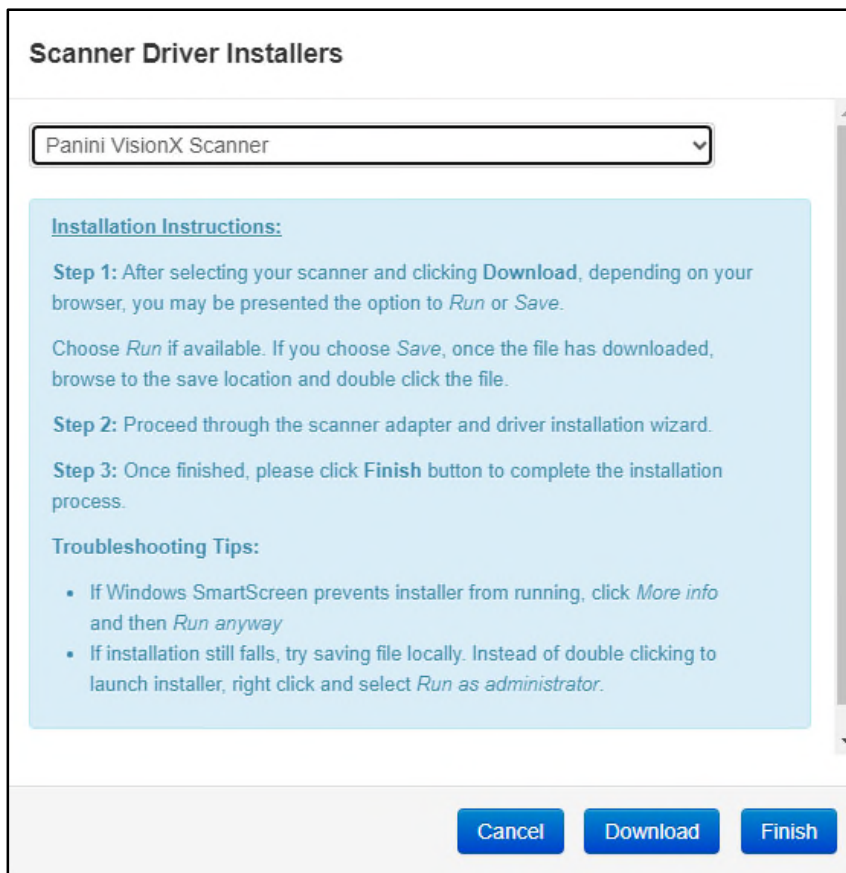 Scanner Driver Installers
Panini VisionX Scanner
Installation Instructions:
Step 1: After selecting your scanner and clicking Download, depending on your
browser, you may be presented the option to Run or Save.
Choose Run if available. If you choose Save, once the file has downloaded,
browse to the save location and double click the file.
Step 2: Proceed through the scanner adapter and driver installation wizard.
Step 3: Once finished, please click Finish button to complete the installation
process.
Troubleshooting Tips:
• If Windows SmartScreen prevents installer from running, click More info
and then Run anyway
• If installation still falls, try saving file locally. Instead of double clicking to
launch installer, right click and select Run as administrator.
Cancel Download Finish